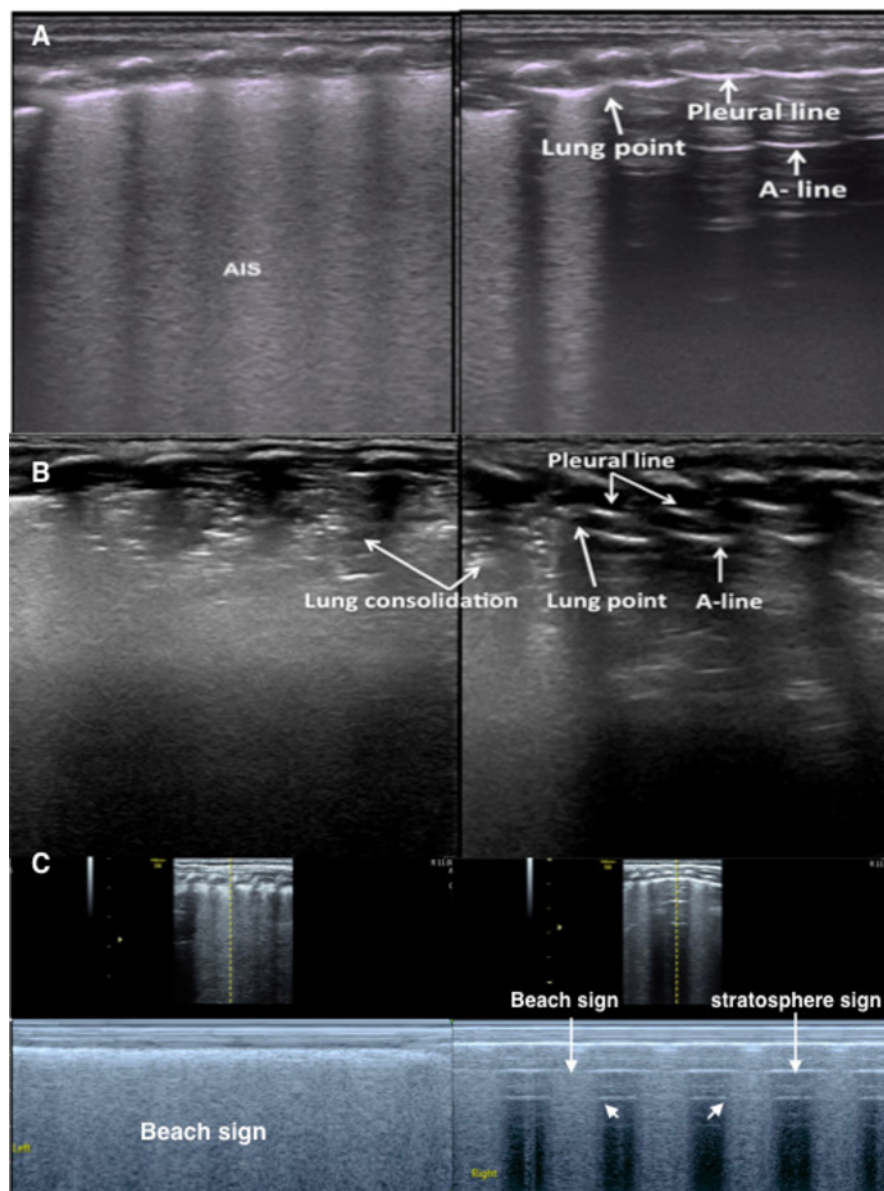 A
Pleural line
Lung point
A- line
AIS
B
Pleural line
Lung consolidation
Lung point
A-line
C
Beach sign
stratosphere sign
Beach sign
Left
Right